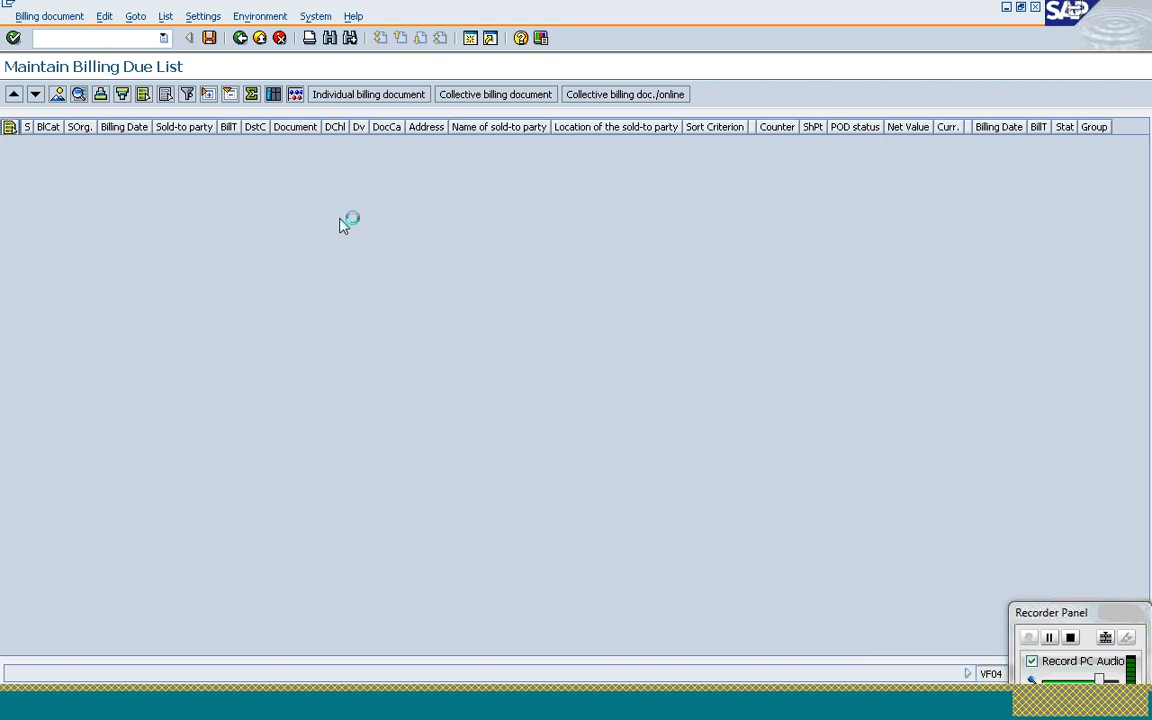 Billing document Edit Goto List Settings Environment System Help
SAP
Maintain Billing Due List
Individual billing document Collective billing document Collective billing doc./online
S BlCat SOrg. Billing Date Sold-to party BillT DstC Document DChl Dv DocCa Address Name of sold-to party Location of the sold-to party Sort Criterion Counter ShPt POD status Net Value Curr. Billing Date BillT Stat Group
Recorder Panel
Record PC Audio
VF04